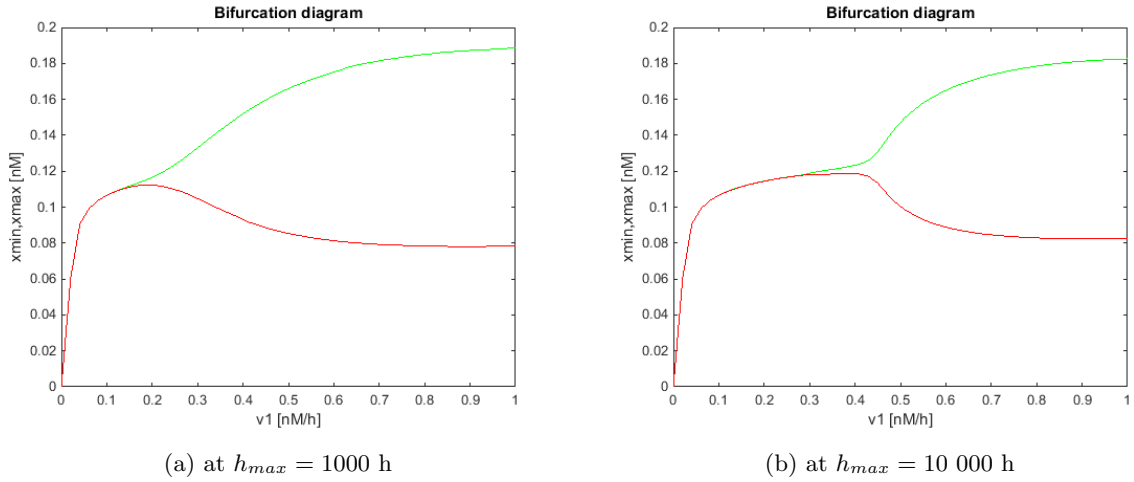 Bifurcation diagram
0.2
0.18
0.16
0.14
0.12
0.1
0.08
0.06
0.04
0.02
0
xmin,xmax [nM]
0 0.1 0.2 0.3 0.4 0.5 0.6 0.7 0.8 0.9 1
v1 [nM/h]
(a) at h_max = 1000 h
Bifurcation diagram
0.2
0.18
0.16
0.14
0.12
0.1
0.08
0.06
0.04
0.02
0
xmin,xmax [nM]
0 0.1 0.2 0.3 0.4 0.5 0.6 0.7 0.8 0.9 1
v1 [nM/h]
(b) at h_max = 10 000 h